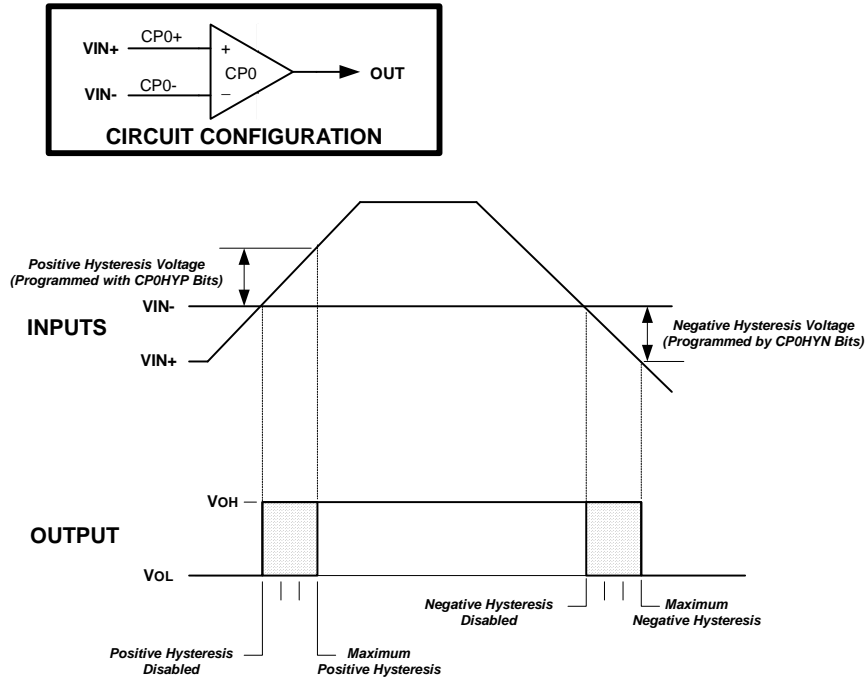 VIN+
CP0+
+
CP0
OUT
VIN-
CP0-
–
CIRCUIT CONFIGURATION
Positive Hysteresis Voltage
(Programmed with CP0HYP Bits)
VIN-
INPUTS
Negative Hysteresis Voltage
(Programmed by CP0HYN Bits)
VIN+
VOH
OUTPUT
VOL
Negative Hysteresis
Disabled
Maximum
Negative Hysteresis
Positive Hysteresis
Disabled
Maximum
Positive Hysteresis